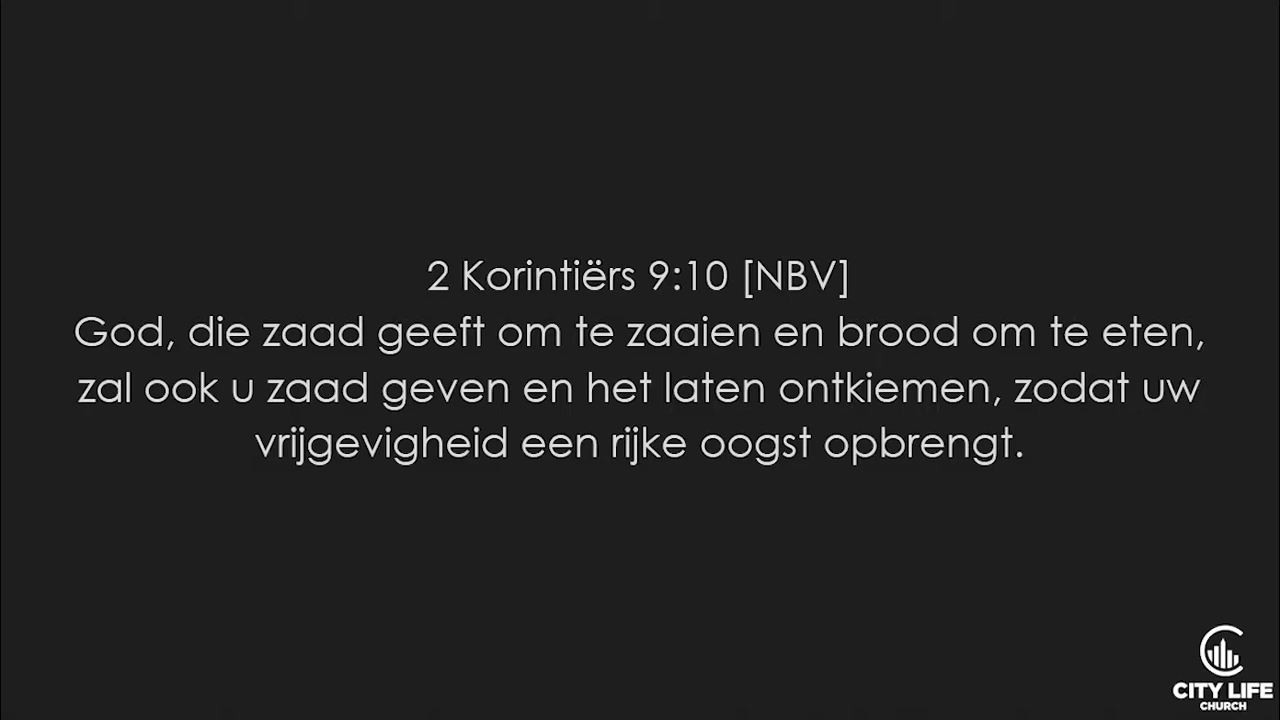 2 Korintiërs 9:10 [NBV]
God, die zaad geeft om te zaaien en brood om te eten,
zal ook u zaad geven en het laten ontkiemen, zodat uw
vrijgevigheid een rijke oogst opbrengt.
CITY LIFE
CHURCH